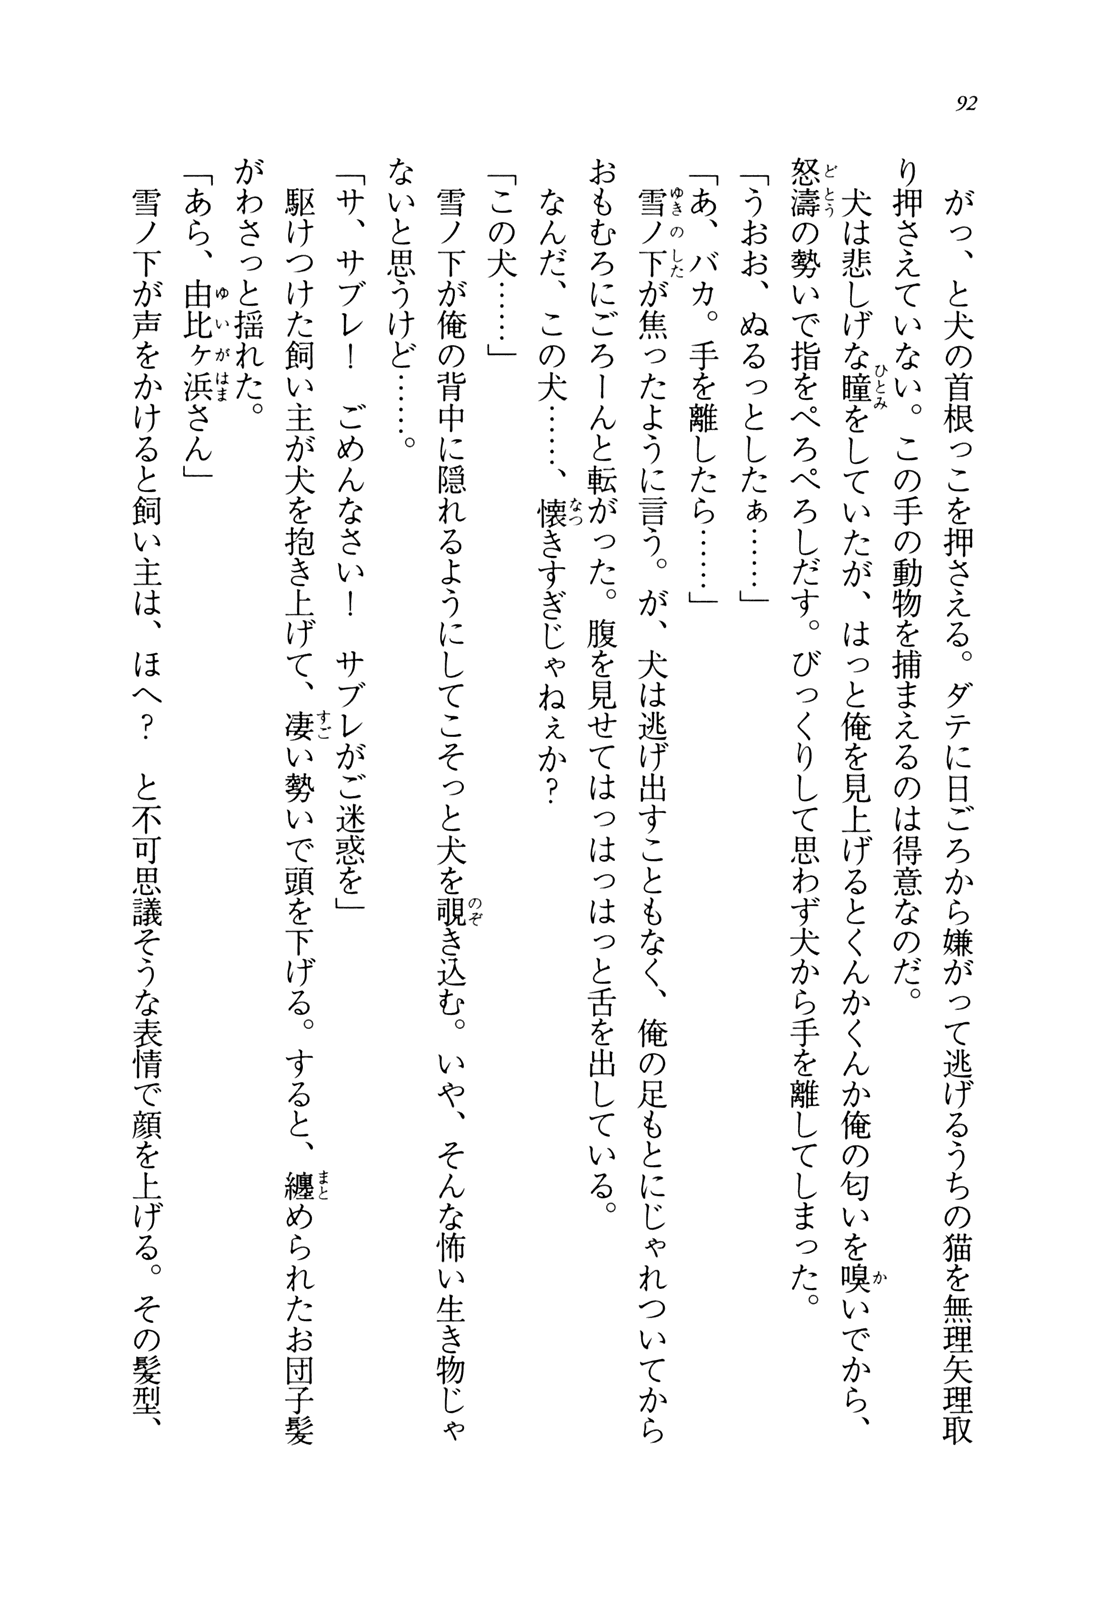 92
がっ、と犬の首根っこを押さえる。ダテに日ごろから嫌がって逃げるうちの猫を無理矢理取
り押さえていない。この手の動物を捕まえるのは得意なのだ。
犬は悲しげな瞳をしていたが、はっと俺を見上げるとくんかくんか俺の匂いを嗅いでから、
怒濤の勢いで指をぺろぺろしだす。びっくりして思わず犬から手を離してしまった。
「うおお、ぬるっとしたぁ……」
「あ、バカ。手を離したら……」
雪ノ下が焦ったように言う。が、犬は逃げ出すこともなく、俺の足もとにじゃれついてから
おもむろにごろーんと転がった。腹を見せてはっはっはっと舌を出している。
なんだ、この犬……、懐きすぎじゃねぇか？
「この犬……」
雪ノ下が俺の背中に隠れるようにしてこそっと犬を覗き込む。いや、そんな怖い生き物じゃ
ないと思うけど……。
「サ、サブレ！　ごめんなさい！　サブレがご迷惑を」
駆けつけた飼い主が犬を抱き上げて、凄い勢いで頭を下げる。すると、纏められたお団子髪
がわさっと揺れた。
「あら、由比ヶ浜さん」
雪ノ下が声をかけると飼い主は、ほへ？　と不可思議そうな表情で顔を上げる。その髪型、